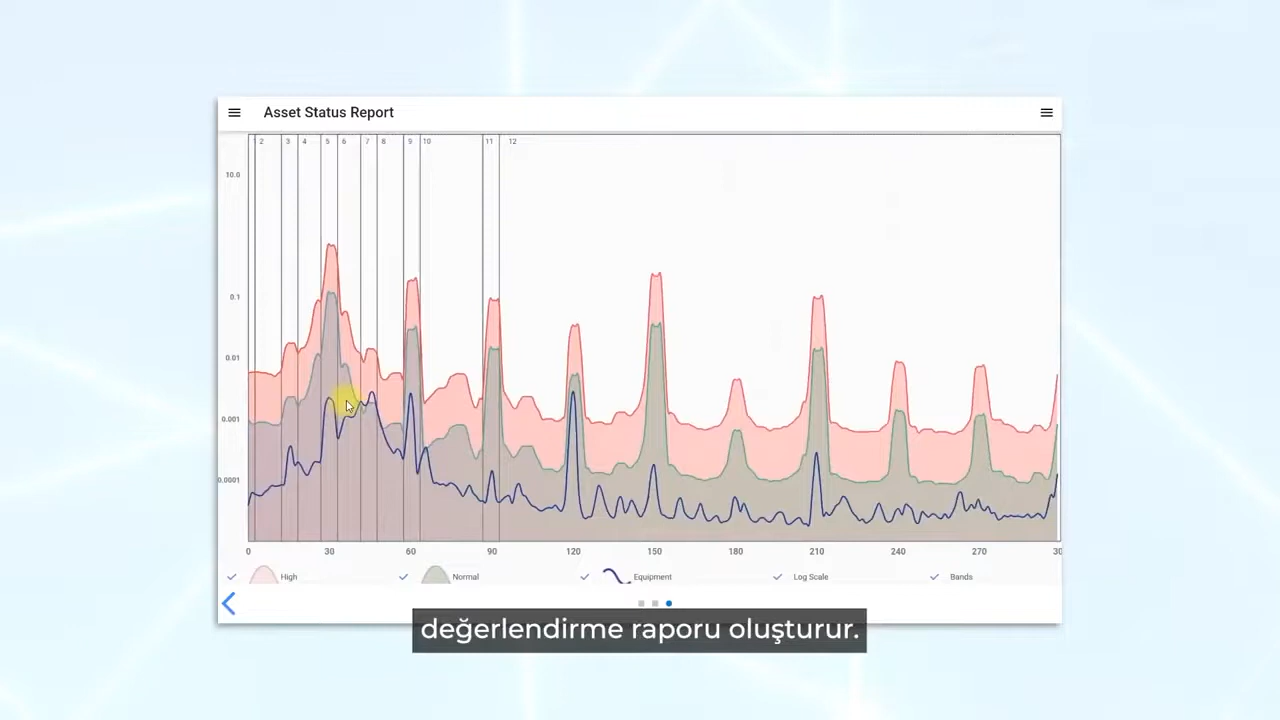 Asset Status Report
2 3 4 5 6 7 8 9 10 11 12
10.0
0.1
0.01
0.001
0.0001
0 30 60 90 120 150 180 210 240 270 30
High Normal Equipment Log Scale Bands
değerlendirme raporu oluşturur.